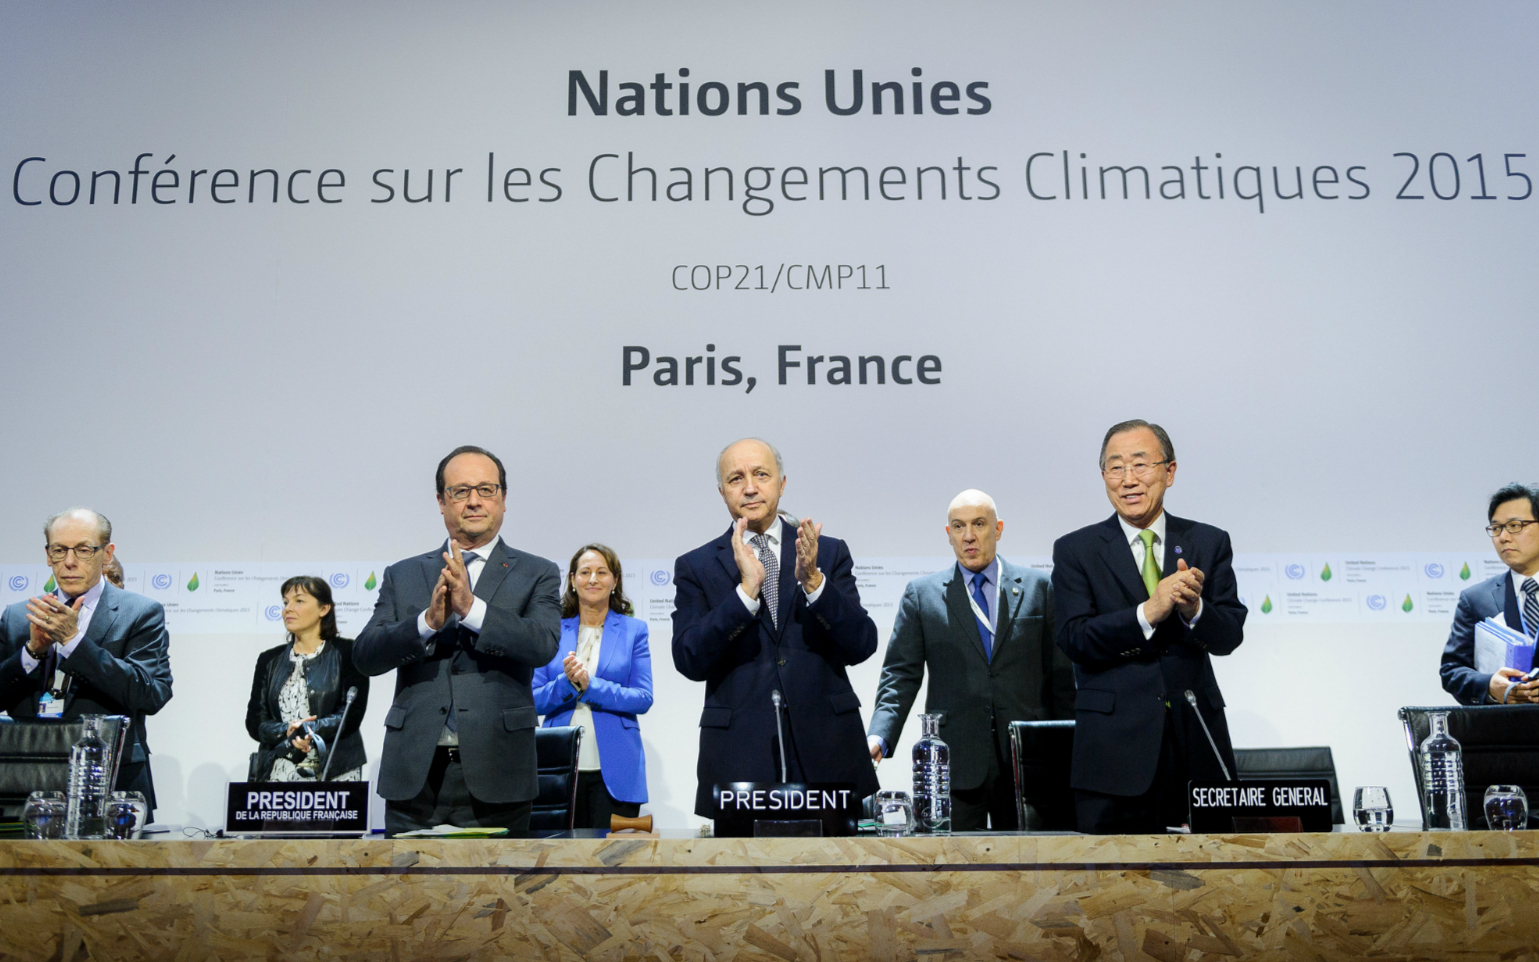 Nations Unies
Conférence sur les Changements Climatiques 2015
COP21/CMP11
Paris, France
PRESIDENT
DE LA REPUBLIQUE FRANÇAISE
PRESIDENT
SECRETAIRE GENERAL